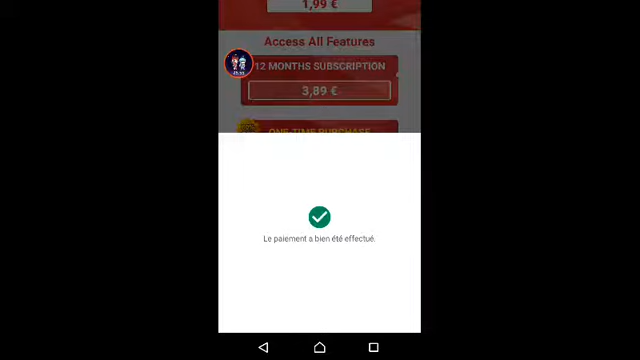 1,99 €
Access All Features
12 MONTHS SUBSCRIPTION
3,89 €
ONE-TIME PURCHASE
Le paiement a bien été effectué.